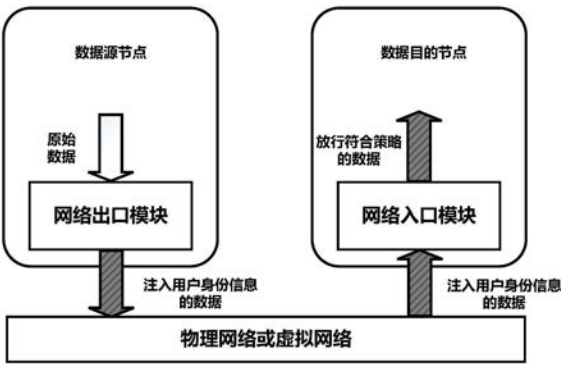 数据源节点
数据目的节点
原始
数据
放行符合策略
的数据
网络出口模块
网络入口模块
注入用户身份信息
的数据
注入用户身份信息
的数据
物理网络或虚拟网络